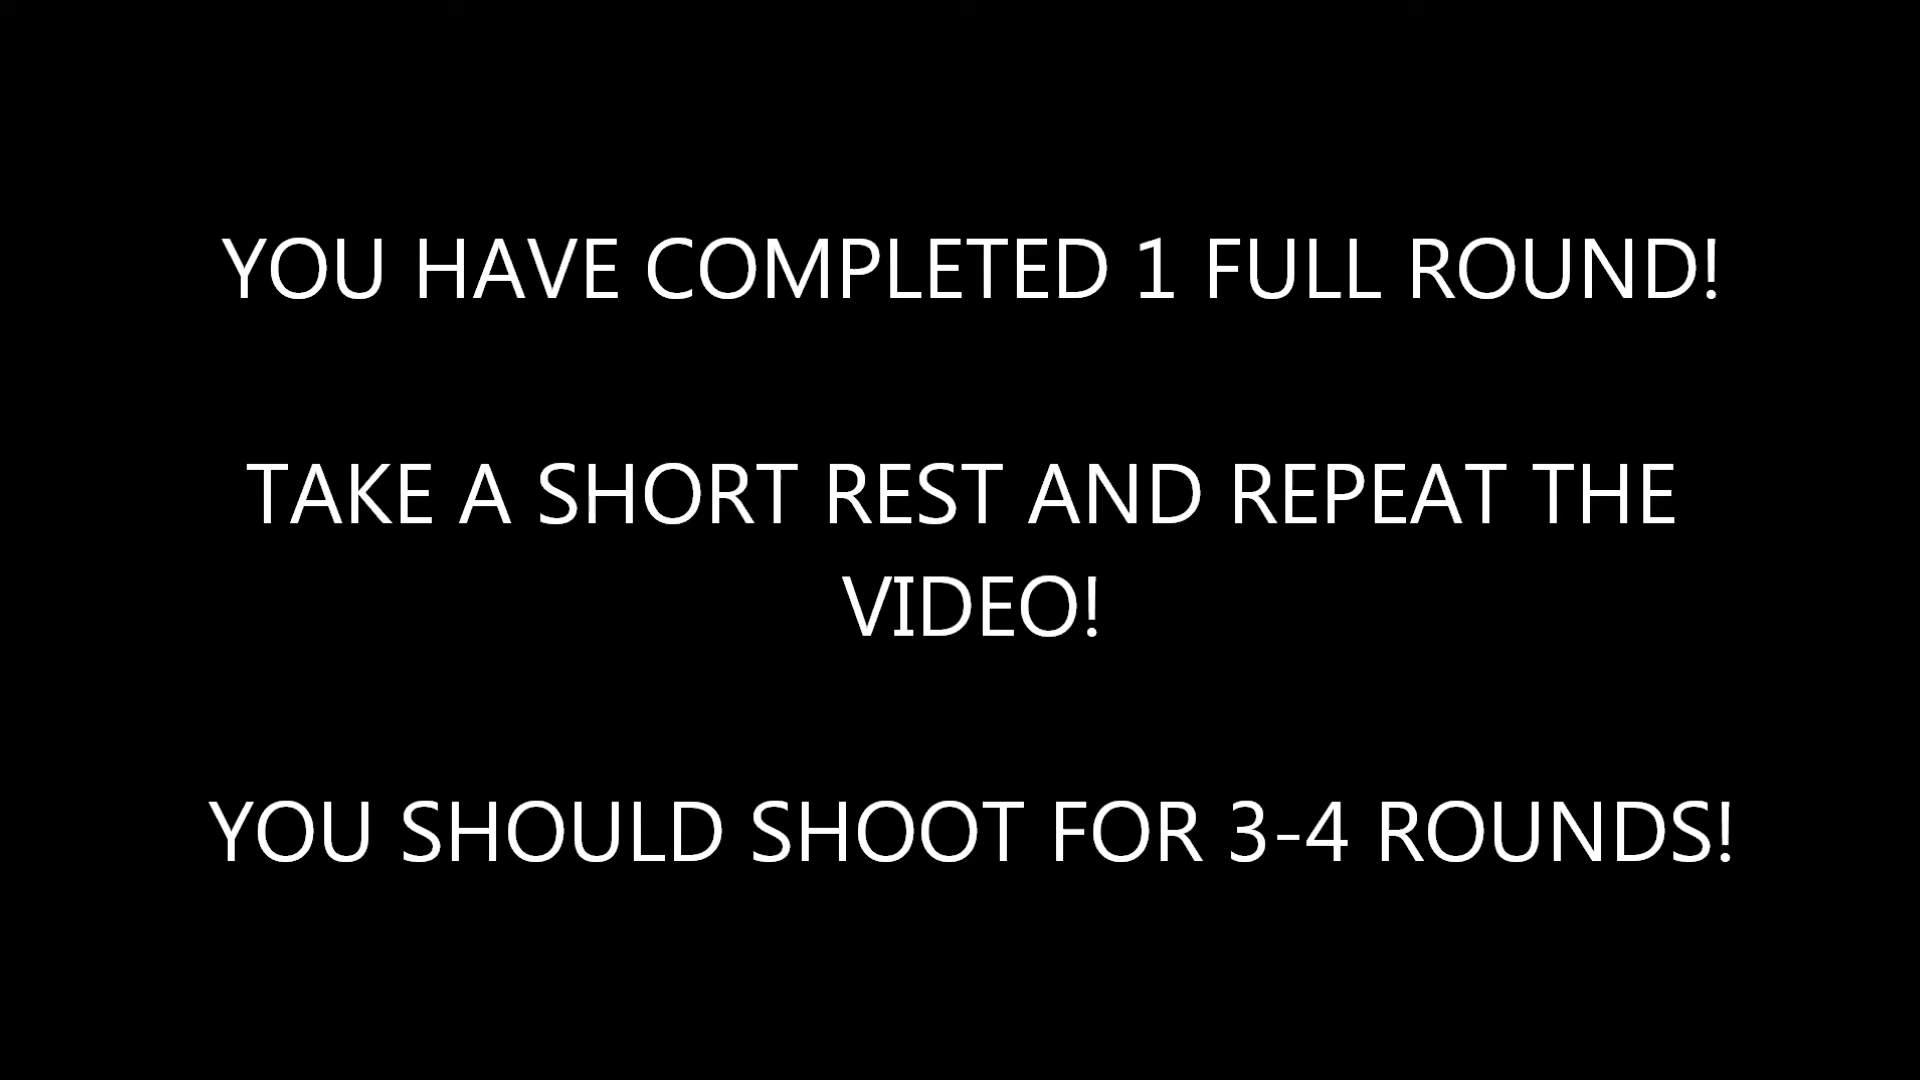 YOU HAVE COMPLETED 1 FULL ROUND!
TAKE A SHORT REST AND REPEAT THE
VIDEO!
YOU SHOULD SHOOT FOR 3-4 ROUNDS!